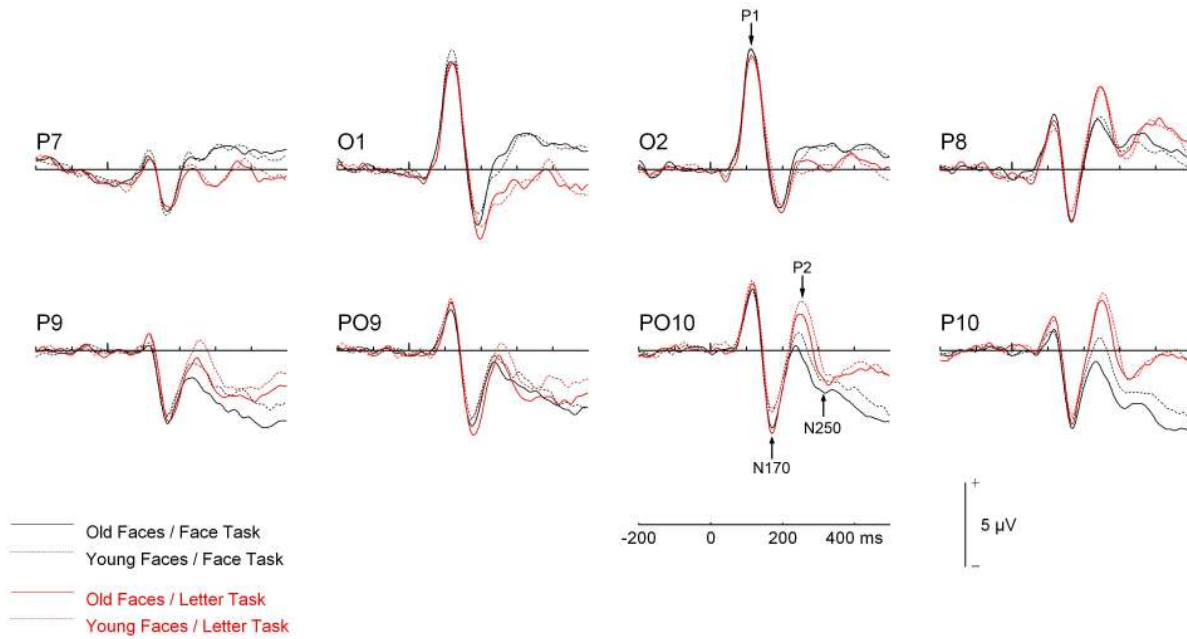 P1
P7
O1
O2
P8
P2
P9
PO9
PO10
P10
N250
N170
Old Faces / Face Task
Young Faces / Face Task
Old Faces / Letter Task
Young Faces / Letter Task
-200 0 200 400 ms
+
5 µV
−